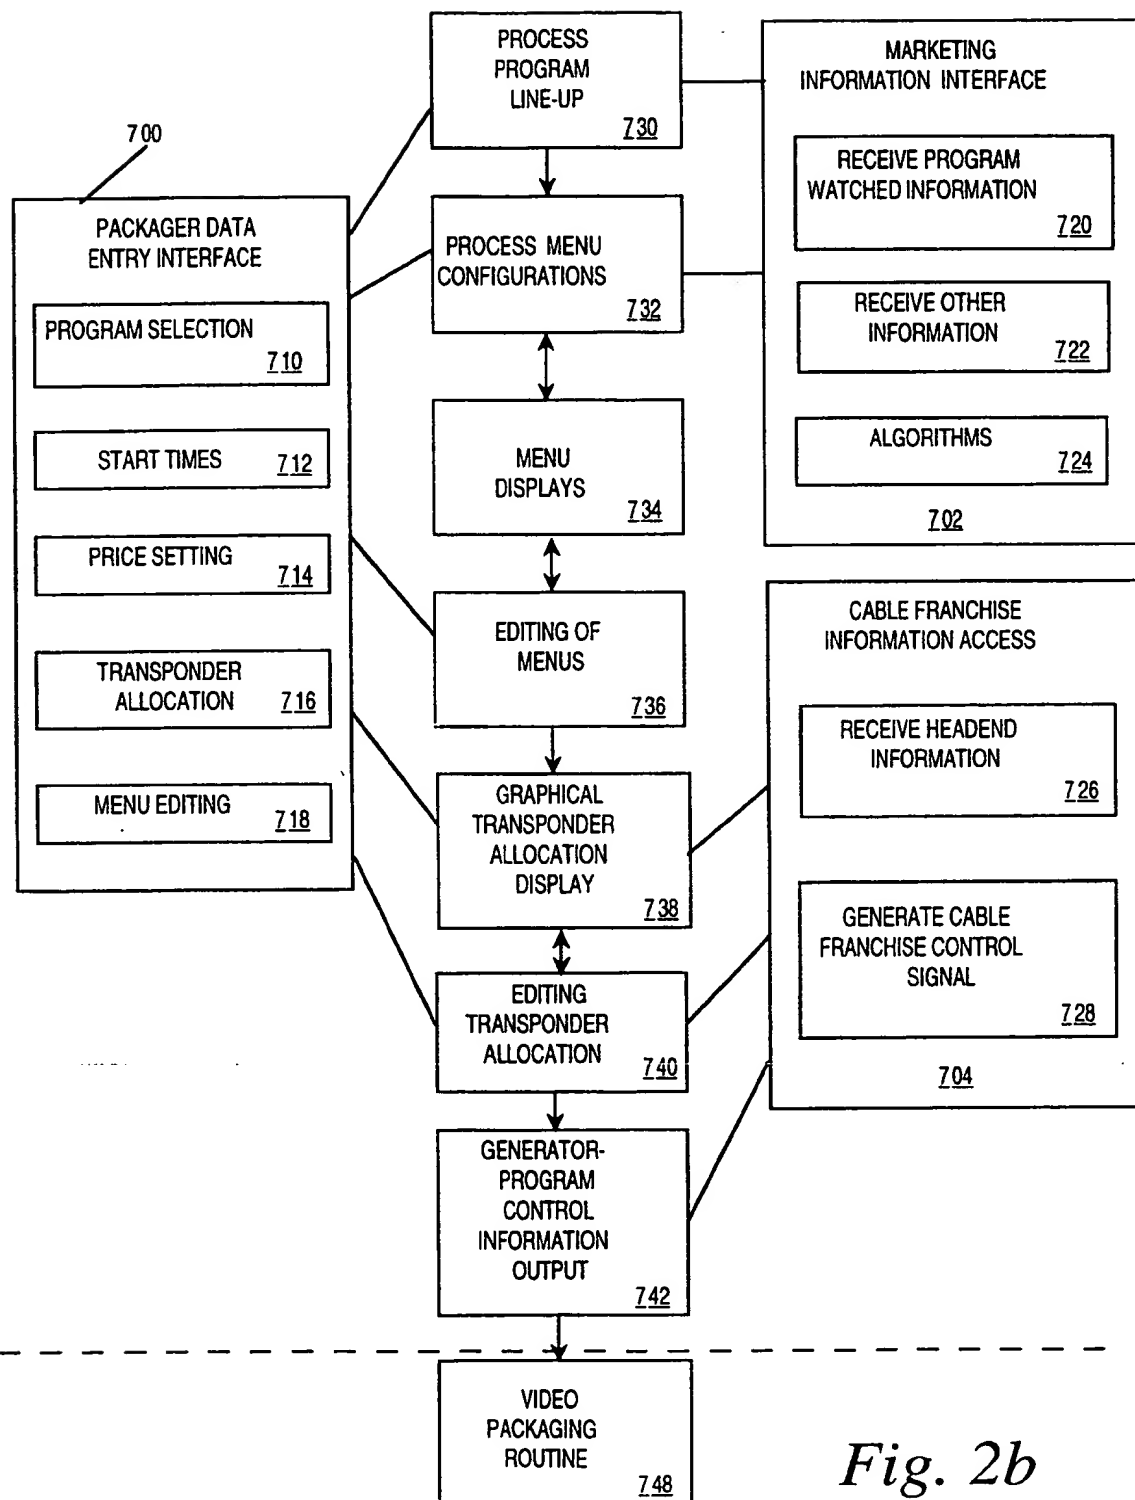 700
PACKAGER DATA
ENTRY INTERFACE
PROGRAM SELECTION
710
START TIMES 712
PRICE SETTING
714
TRANSPONDER
ALLOCATION 716
MENU EDITING 718
PROCESS
PROGRAM
LINE-UP
730
PROCESS MENU
CONFIGURATIONS
732
MENU
DISPLAYS
734
EDITING OF
MENUS
736
GRAPHICAL
TRANSPONDER
ALLOCATION
DISPLAY
738
EDITING
TRANSPONDER
ALLOCATION
740
GENERATOR-
PROGRAM
CONTROL
INFORMATION
OUTPUT
742
VIDEO
PACKAGING
ROUTINE
748
MARKETING
INFORMATION INTERFACE
RECEIVE PROGRAM
WATCHED INFORMATION
720
RECEIVE OTHER
INFORMATION
722
ALGORITHMS
724
702
CABLE FRANCHISE
INFORMATION ACCESS
RECEIVE HEADEND
INFORMATION
726
GENERATE CABLE
FRANCHISE CONTROL
SIGNAL
728
704
Fig. 2b